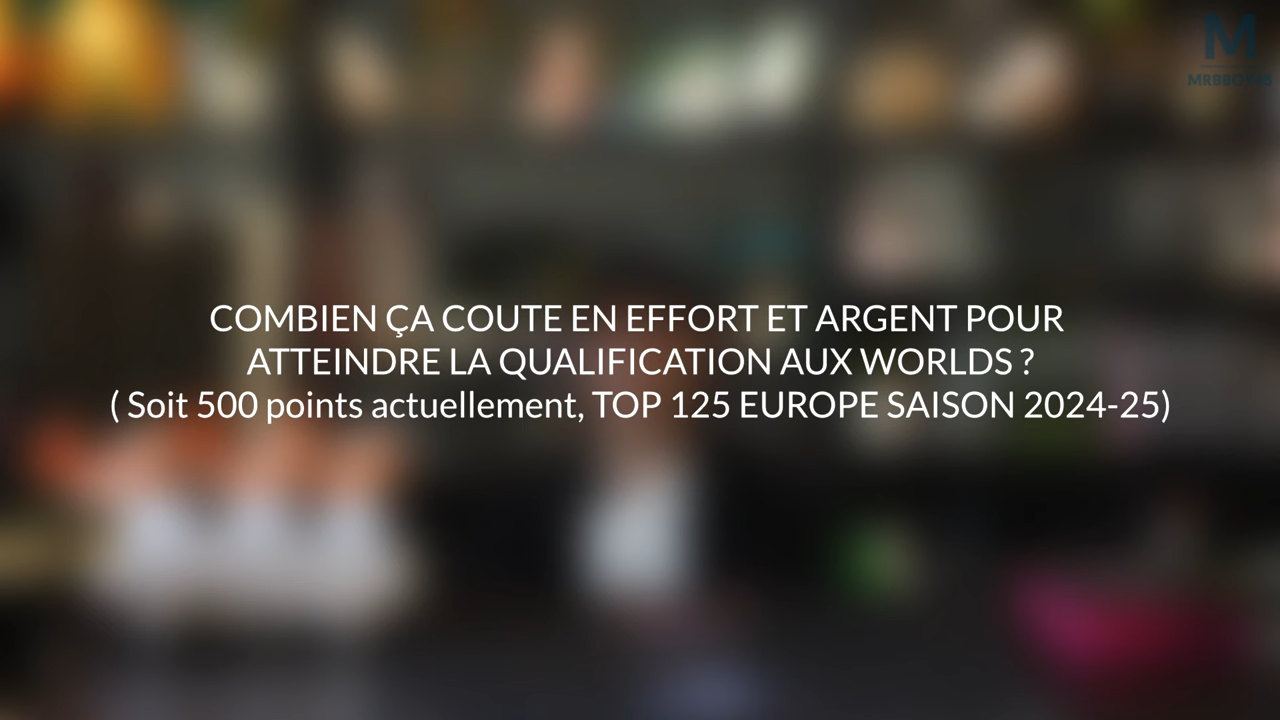 M
COMBIEN ÇA COUTE EN EFFORT ET ARGENT POUR
ATTEINDRE LA QUALIFICATION AUX WORLDS ?
( Soit 500 points actuellement, TOP 125 EUROPE SAISON 2024-25)